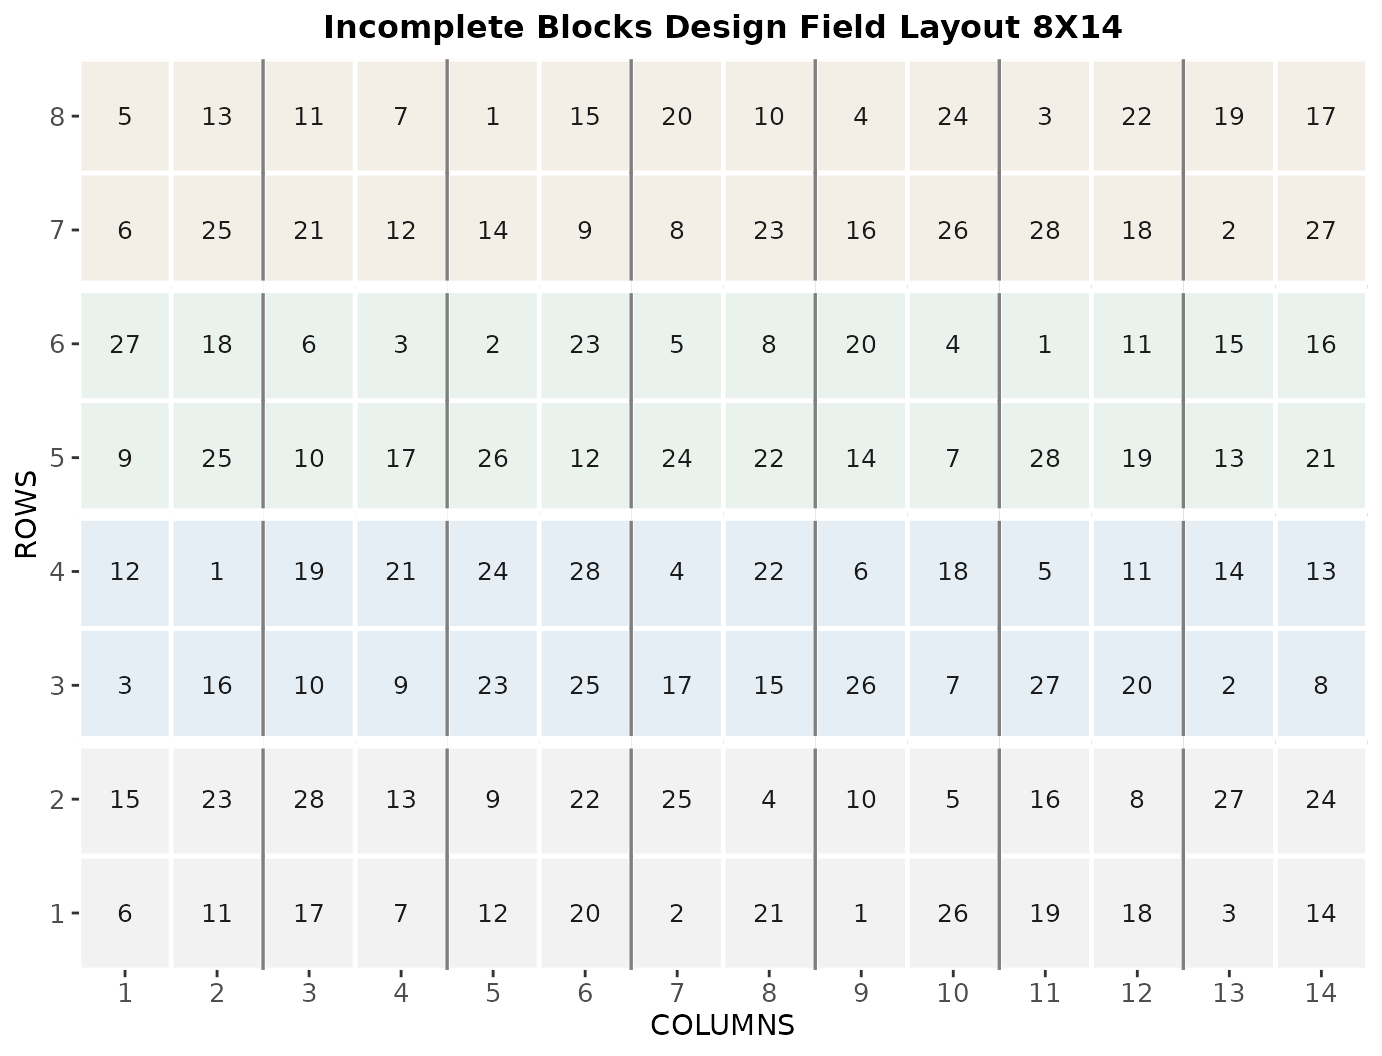 Incomplete Blocks Design Field Layout 8X14
8 5 13 11 7 1 15 20 10 4 24 3 22 19 17
7 6 25 21 12 14 9 8 23 16 26 28 18 2 27
6 27 18 6 3 2 23 5 8 20 4 1 11 15 16
5 9 25 10 17 26 12 24 22 14 7 28 19 13 21
ROWS
4 12 1 19 21 24 28 4 22 6 18 5 11 14 13
3 3 16 10 9 23 25 17 15 26 7 27 20 2 8
2 15 23 28 13 9 22 25 4 10 5 16 8 27 24
1 6 11 17 7 12 20 2 21 1 26 19 18 3 14
1 2 3 4 5 6 7 8 9 10 11 12 13 14
COLUMNS